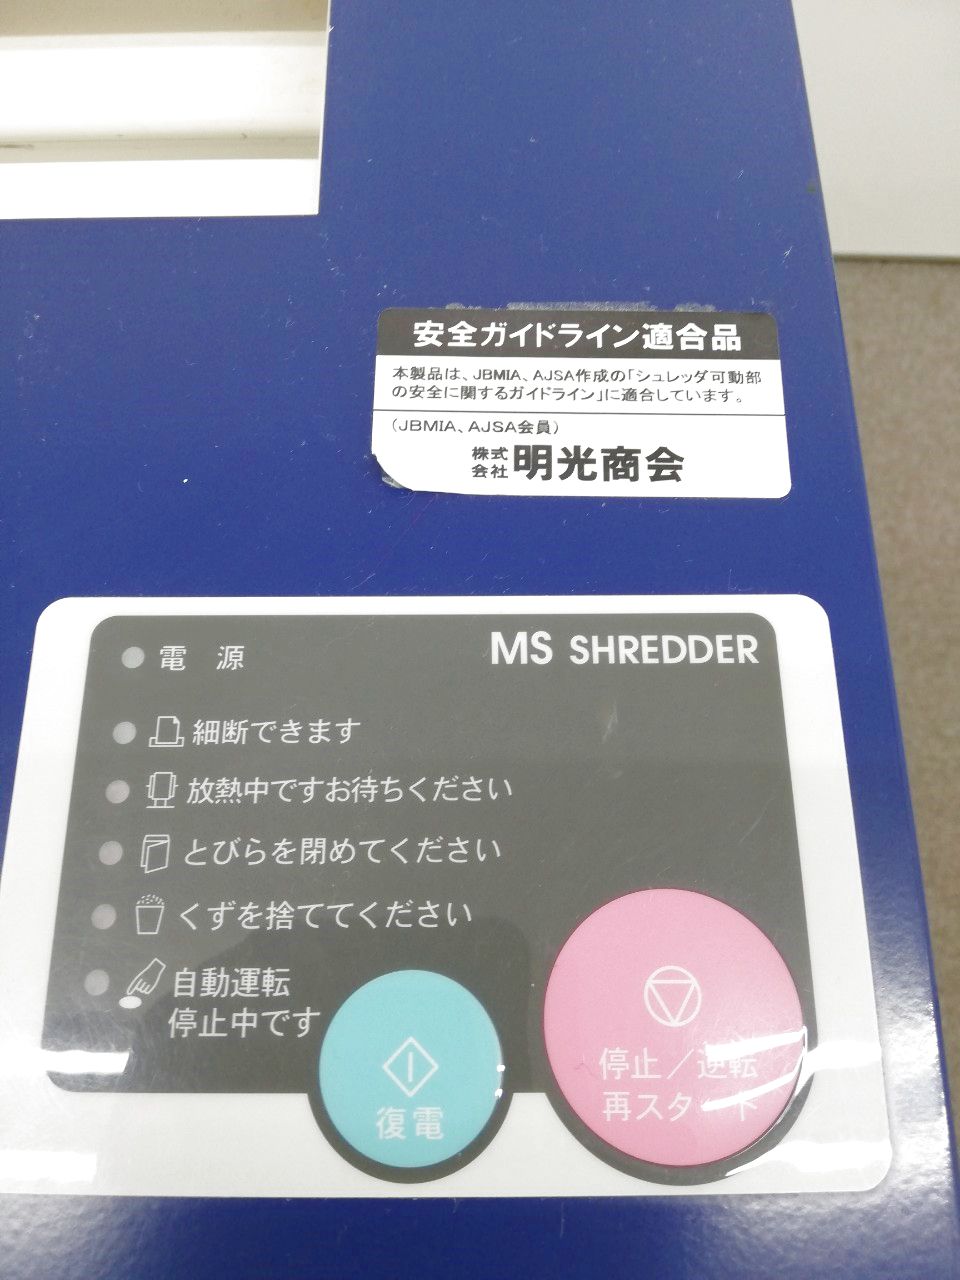 安全ガイドライン適合品
本製品は、JBMIA、AJSA作成の「シュレッダ可動部
の安全に関するガイドライン」に適合しています。
(JBMIA、AJSA会員)
株式会社 明光商会
MS SHREDDER
電 源
細断できます
放熱中ですお待ちください
とびらを閉めてください
くずを捨ててください
自動運転
停止中です
復電
停止／逆転
再スタート